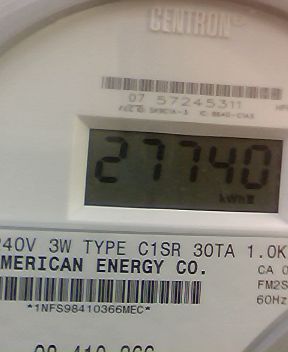 CENTRON
07 57245311
27740
kWh
240V 3W TYPE C1SR 30TA 1.0K
AMERICAN ENERGY CO.
CA 0
FM2S
60Hz
*1NFS98410366MEC*